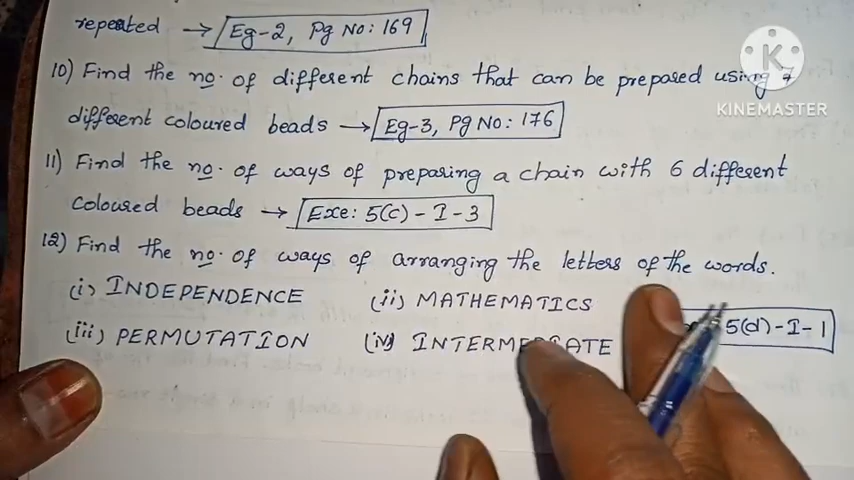 repeated → Eg-2, Pg No: 169
10) Find the no. of different chains that can be prepared using 7
KINEMASTER
different coloured beads → Eg-3, Pg No: 176
11) Find the no. of ways of preparing a chain with 6 different
coloured beads → Exe: 5(c) - I - 3
12) Find the no. of ways of arranging the letters of the words.
(i) INDEPENDENCE (ii) MATHEMATICS
5(d) - I - 1
(iii) PERMUTATION (iv)